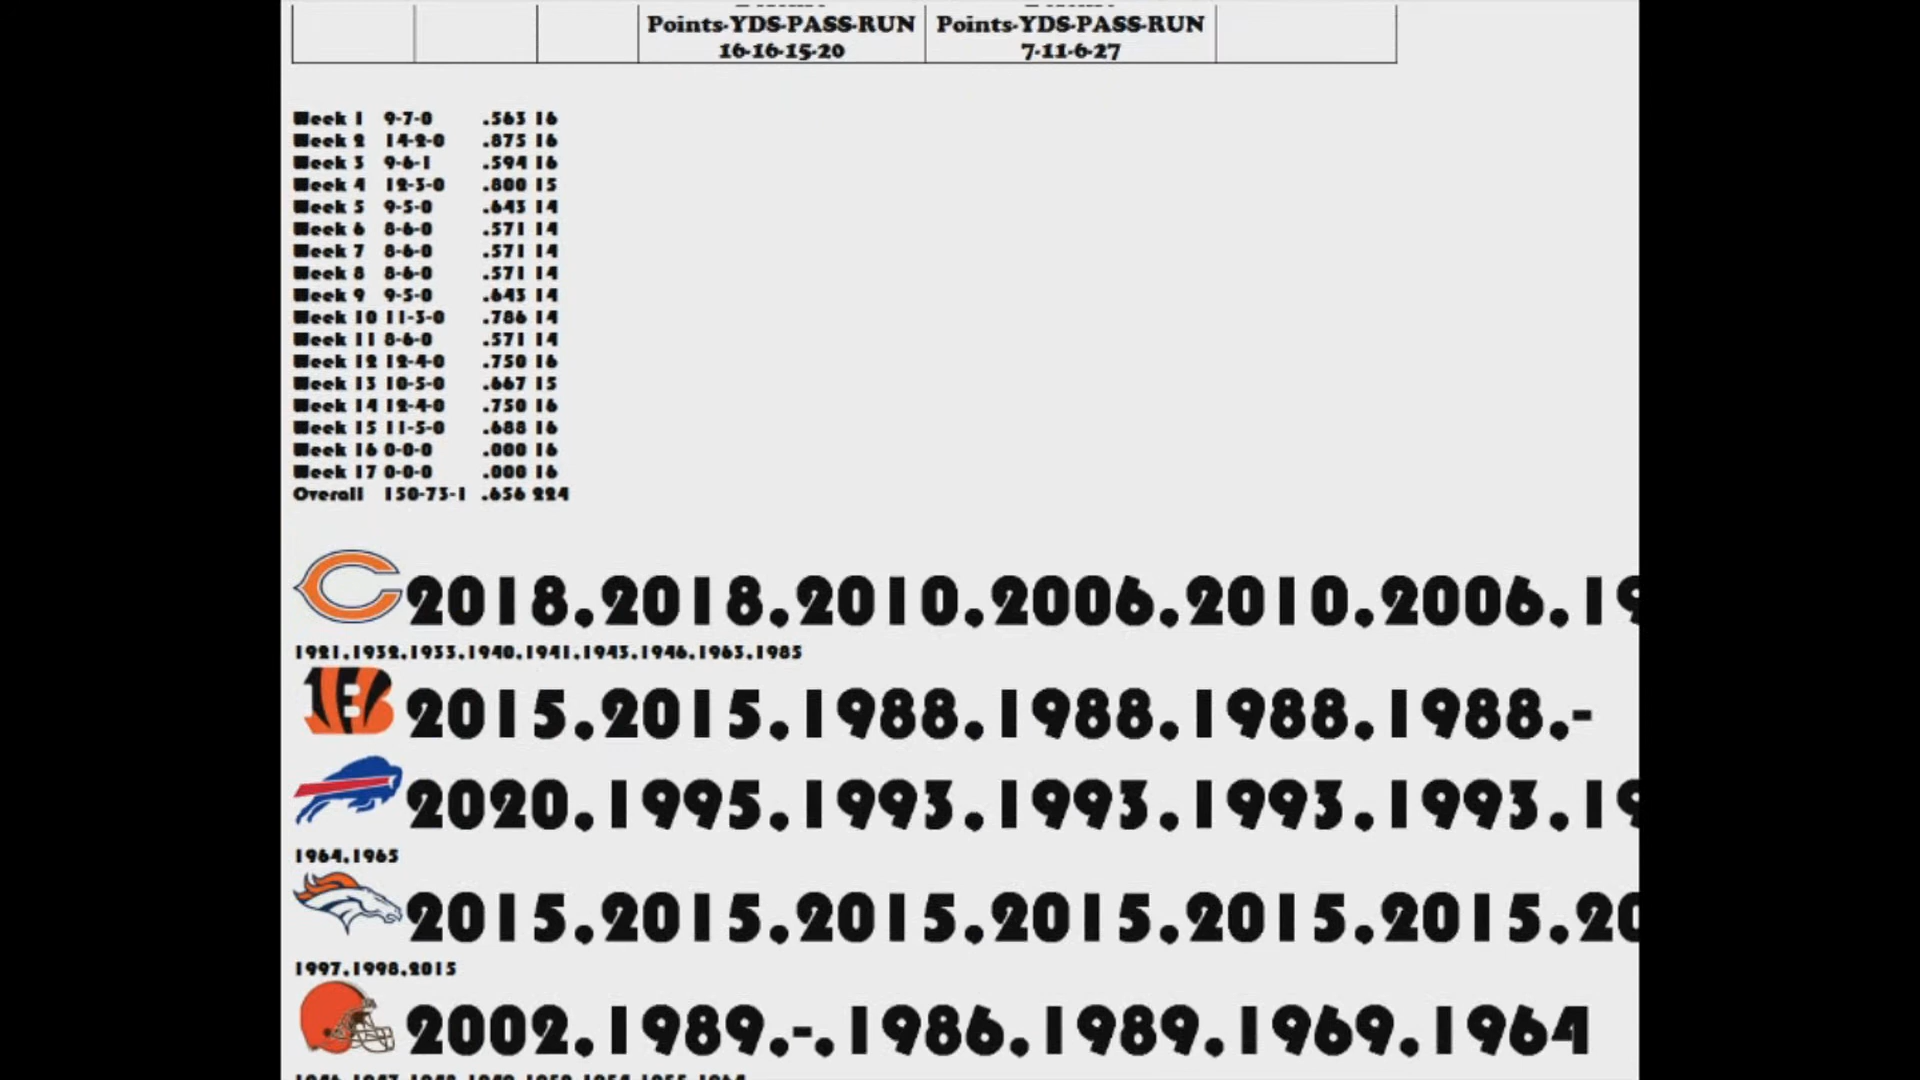 Points-YDS-PASS-RUN Points-YDS-PASS-RUN
16-16-15-20 7-11-6-27
Week 1 9-7-0 .563 16
Week 2 14-2-0 .875 16
Week 3 9-6-1 .594 16
Week 4 12-3-0 .800 15
Week 5 9-5-0 .643 14
Week 6 8-6-0 .571 14
Week 7 8-6-0 .571 14
Week 8 8-6-0 .571 14
Week 9 9-5-0 .643 14
Week 10 11-3-0 .786 14
Week 11 8-6-0 .571 14
Week 12 12-4-0 .750 16
Week 13 10-5-0 .667 15
Week 14 12-4-0 .750 16
Week 15 11-5-0 .688 16
Week 16 0-0-0 .000 16
Week 17 0-0-0 .000 16
Overall 150-73-1 .656 224
2018.2018.2010.2006.2010.2006.19
1921.1932.1933.1940.1941.1943.1946.1963.1985
2015.2015.1988.1988.1988.1988.-
2020.1995.1993.1993.1993.1993.19
1964.1965
2015.2015.2015.2015.2015.2015.20
1997.1998.2015
2002.1989.-.1986.1989.1969.1964